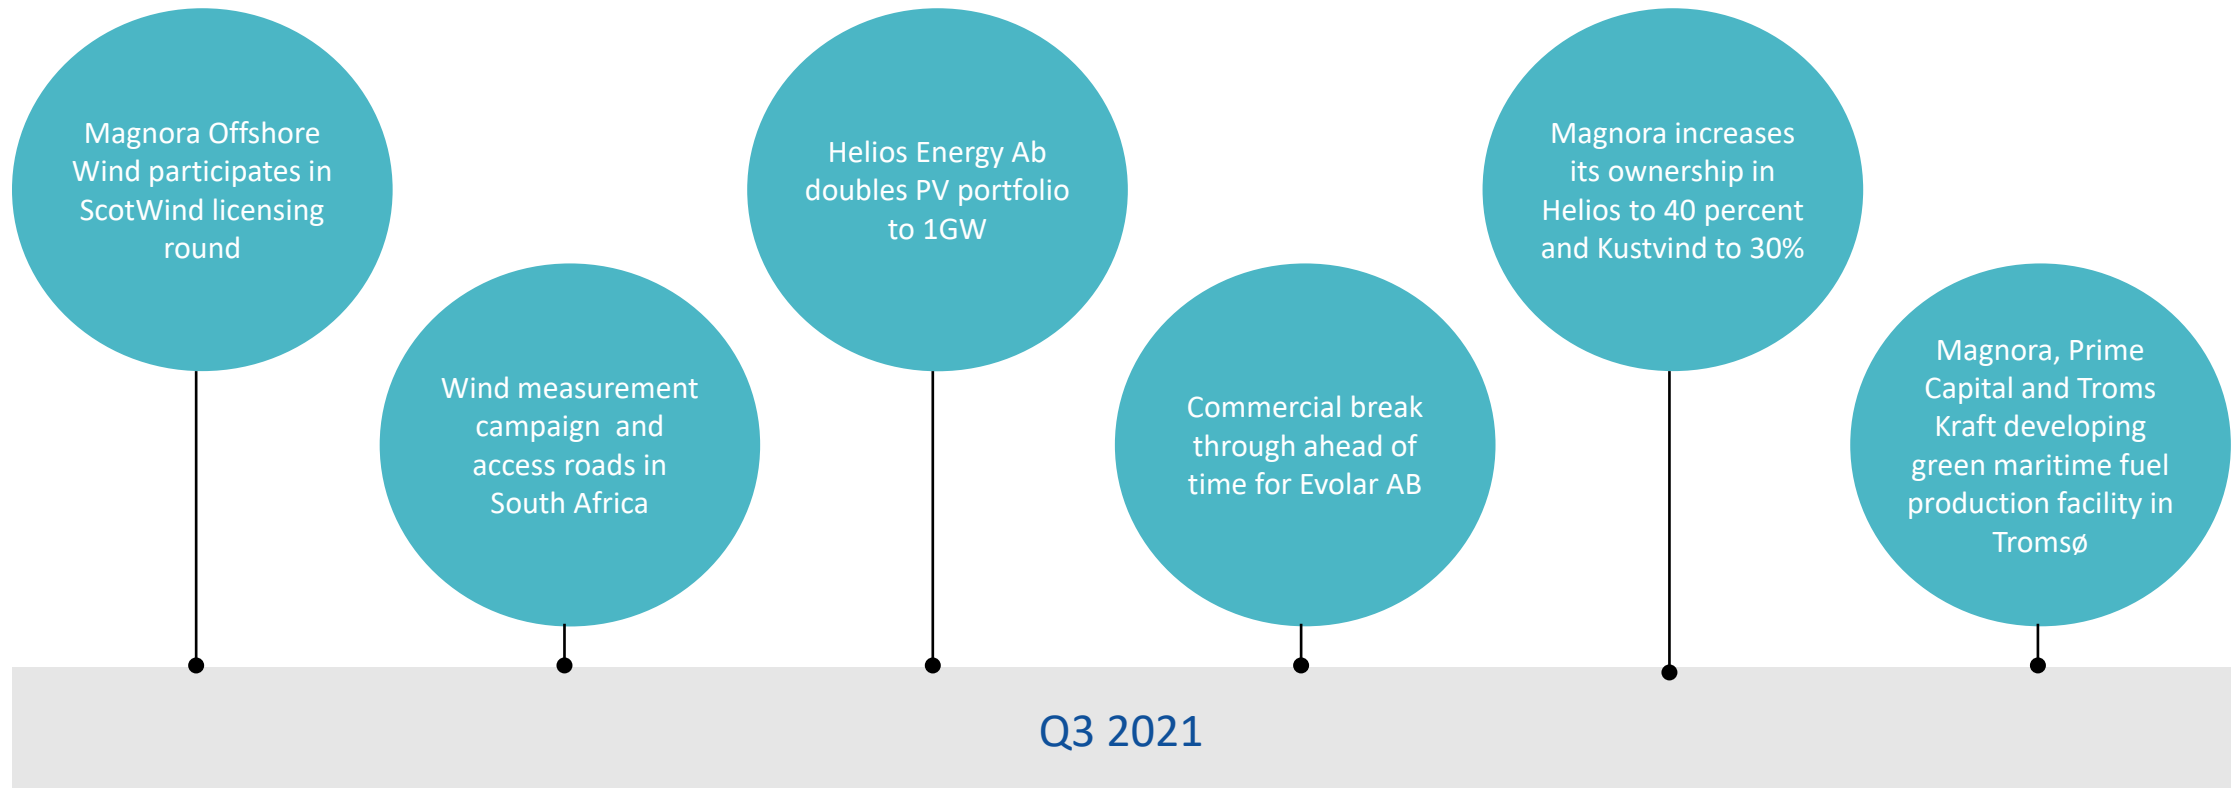 Magnora Offshore
Wind participates in
ScotWind licensing
round
Wind measurement
campaign  and
access roads in
South Africa
Helios Energy Ab
doubles PV portfolio
to 1GW
Commercial break
through ahead of
time for Evolar AB
Magnora increases
its ownership in
Helios to 40 percent
and Kustvind to 30%
Magnora, Prime
Capital and Troms
Kraft developing
green maritime fuel
production facility in
Tromsø
Q3 2021